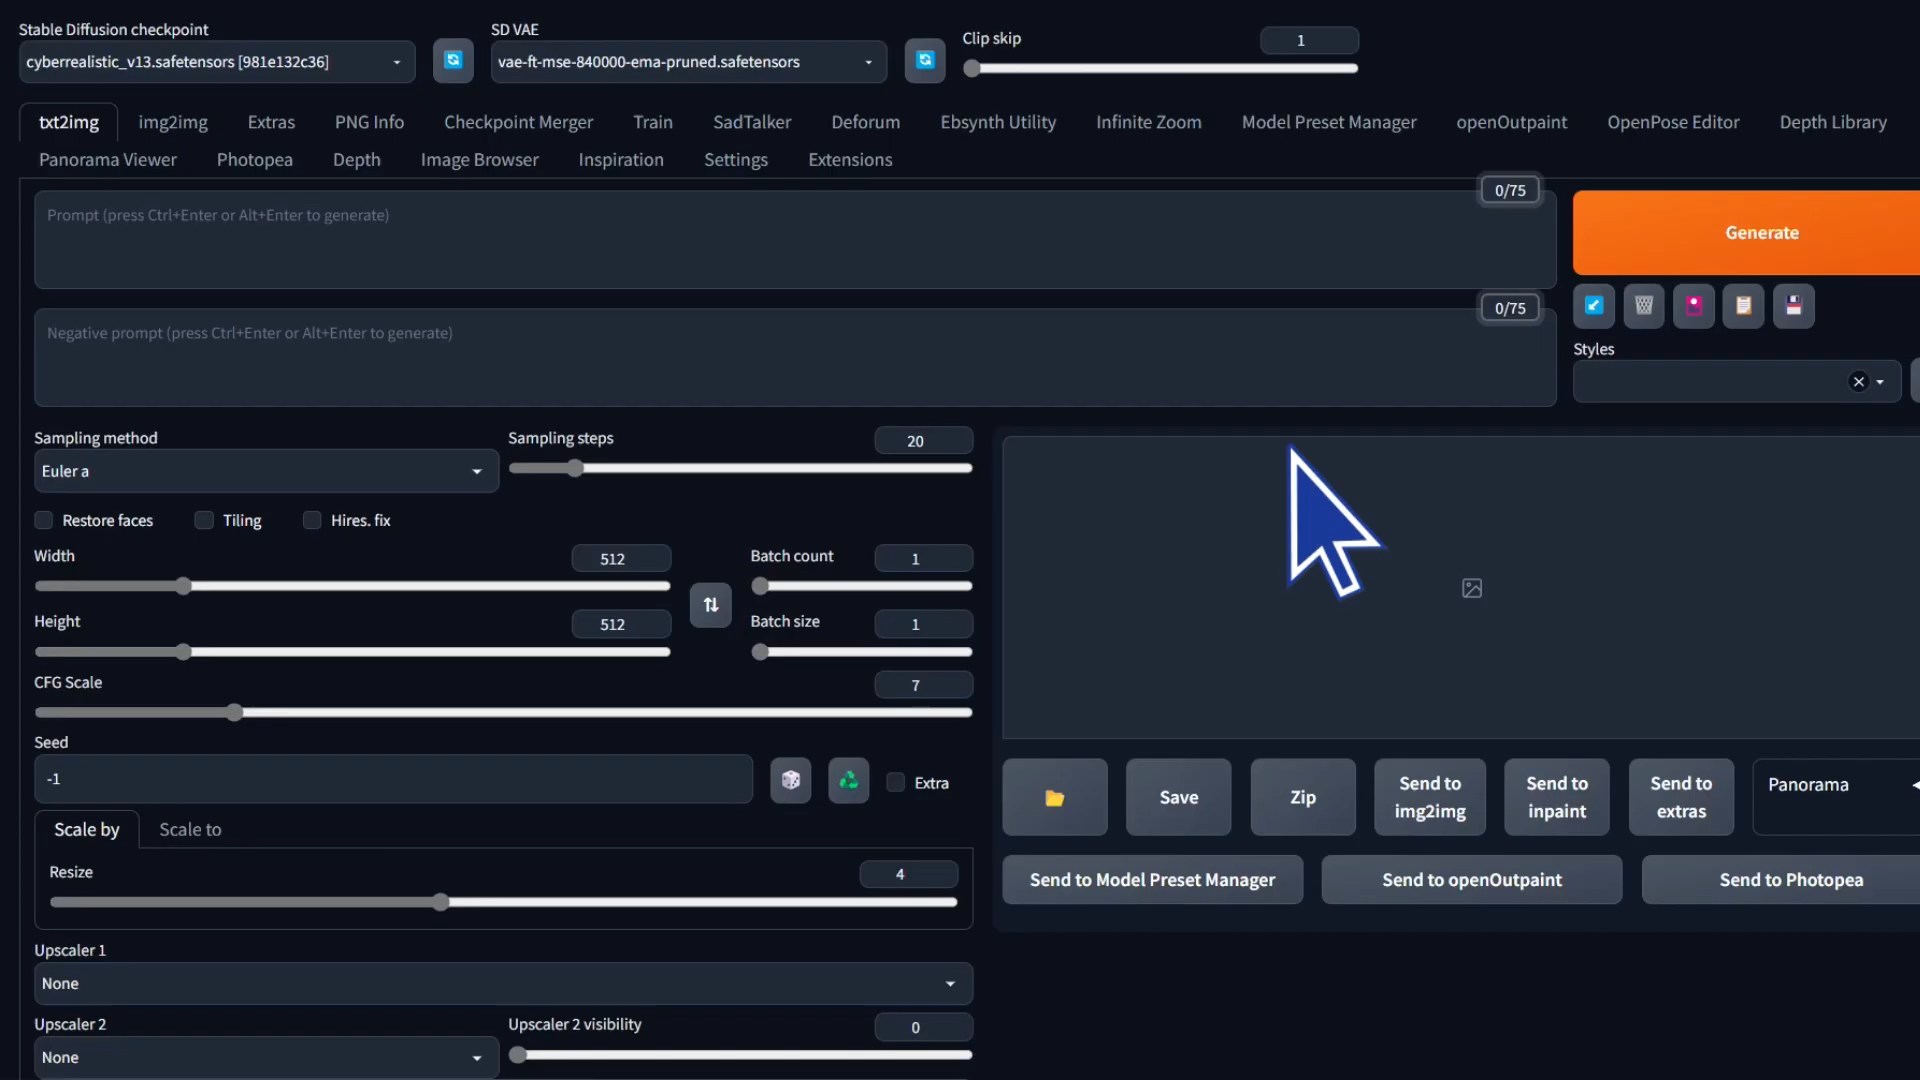 Stable Diffusion checkpoint
cyberrealistic_v13.safetensors [981e132c36]
SD VAE
vae-ft-mse-840000-ema-pruned.safetensors
Clip skip
1
txt2img img2img Extras PNG Info Checkpoint Merger Train SadTalker Deforum Ebsynth Utility Infinite Zoom Model Preset Manager openOutpaint OpenPose Editor Depth Library
Panorama Viewer Photopea Depth Image Browser Inspiration Settings Extensions
0/75
Prompt (press Ctrl+Enter or Alt+Enter to generate)
Generate
0/75
Negative prompt (press Ctrl+Enter or Alt+Enter to generate)
Styles
Sampling method
Euler a
Sampling steps
20
Restore faces Tiling Hires. fix
Width
512
Batch count
1
Height
512
Batch size
1
CFG Scale
7
Seed
-1
Extra
Scale by Scale to
Resize
4
Upscaler 1
None
Upscaler 2
None
Upscaler 2 visibility
0
Save
Zip
Send to
img2img
Send to
inpaint
Send to
extras
Panorama
Send to Model Preset Manager
Send to openOutpaint
Send to Photopea